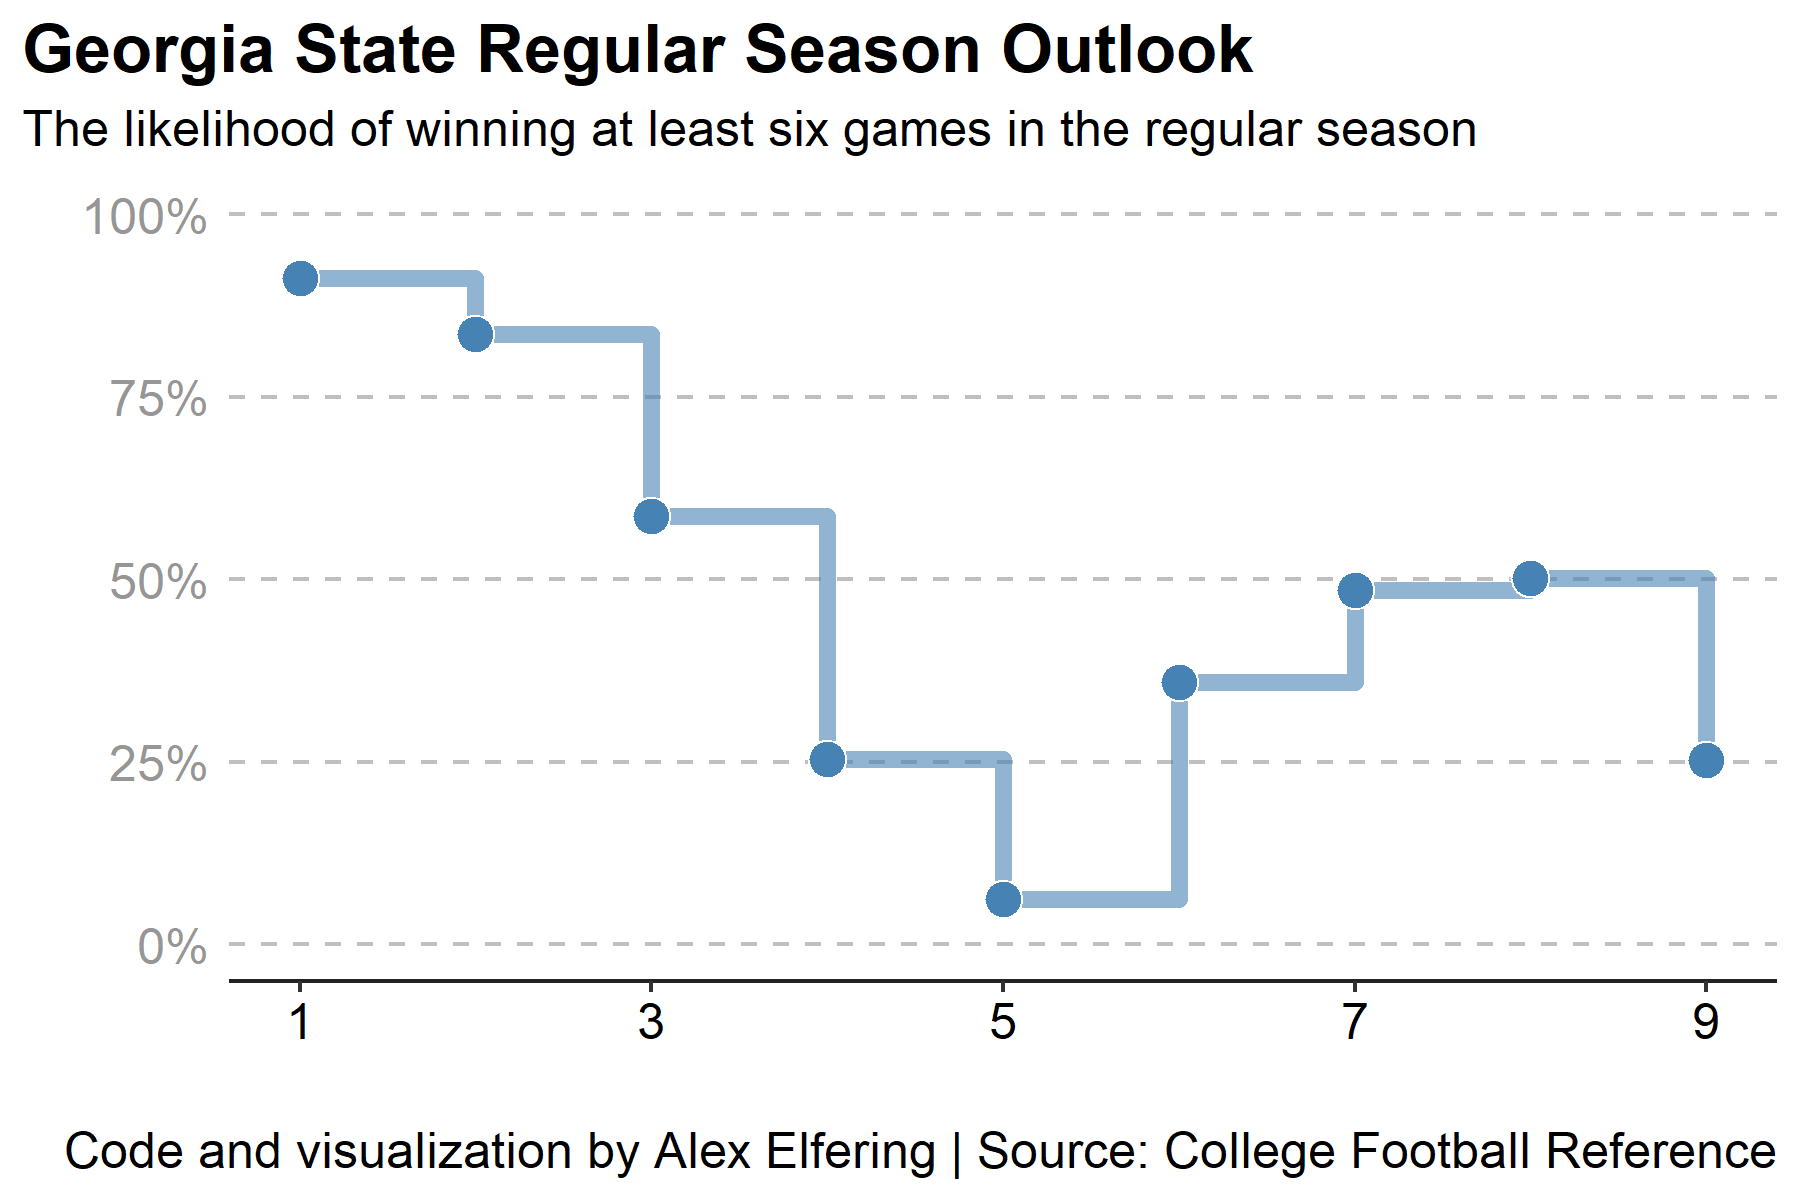 Georgia State Regular Season Outlook
The likelihood of winning at least six games in the regular season
100%
75%
50%
25%
0%
1 3 5 7 9
Code and visualization by Alex Elfering | Source: College Football Reference